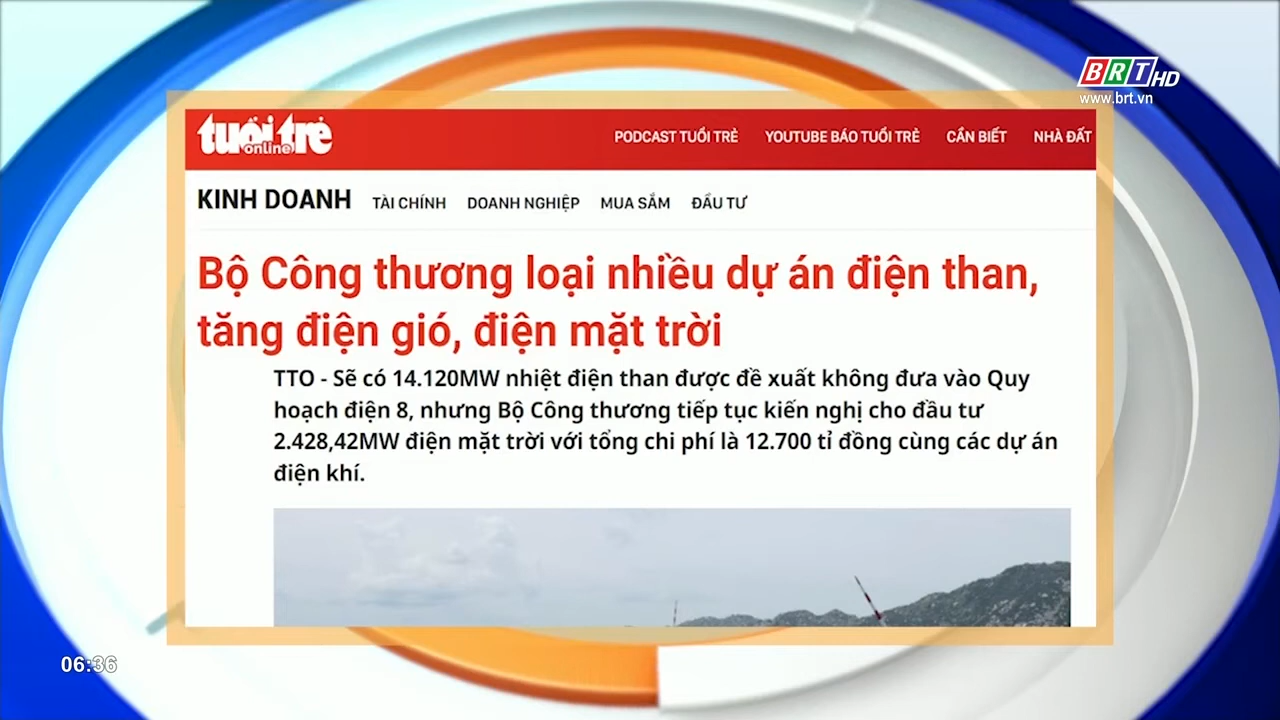 BRT HD
www.brt.vn
tuổi trẻ
online
PODCAST TUỔI TRẺ YOUTUBE BÁO TUỔI TRẺ CẦN BIẾT NHÀ ĐẤT
KINH DOANH TÀI CHÍNH DOANH NGHIỆP MUA SẮM ĐẦU TƯ
Bộ Công thương loại nhiều dự án điện than,
tăng điện gió, điện mặt trời
TTO - Sẽ có 14.120MW nhiệt điện than được đề xuất không đưa vào Quy
hoạch điện 8, nhưng Bộ Công thương tiếp tục kiến nghị cho đầu tư
2.428,42MW điện mặt trời với tổng chi phí là 12.700 tỉ đồng cùng các dự án
điện khí.
06:36